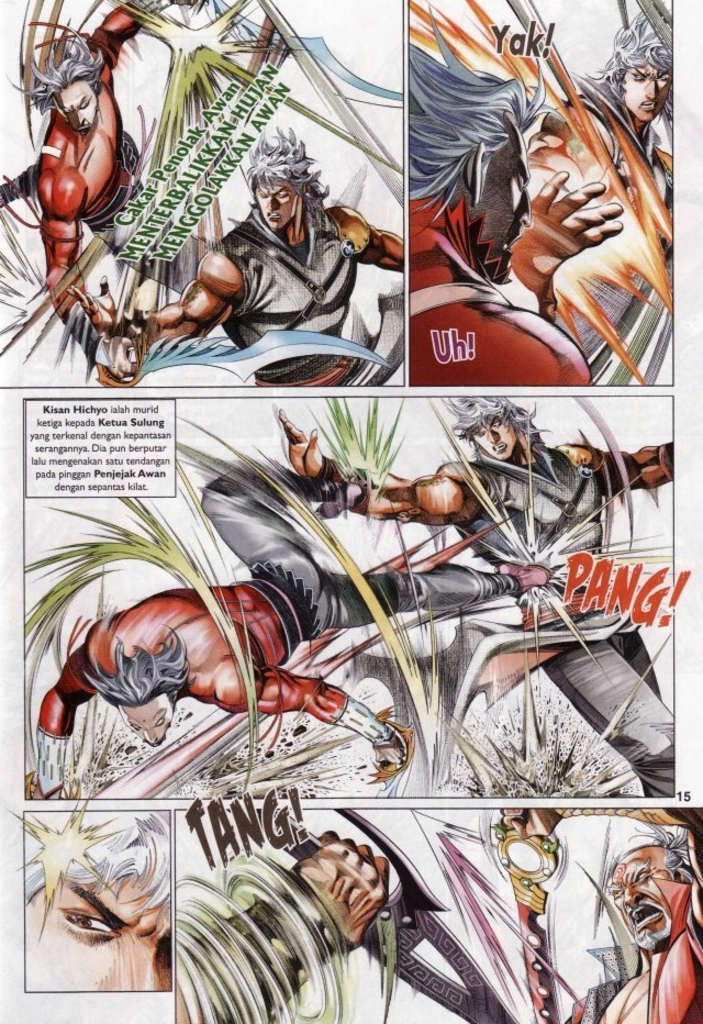 Cakar Penolak Awan
MENTERBALIKKAN HUJAN
MENGGOLAKKAN AWAN
Yak!
Uh!
Kisan Hichyo ialah murid
ketiga kepada Ketua Sulung
yang terkenal dengan kepantasan
serangannya. Dia pun berputar
lalu mengenakan satu tendangan
pada pinggan Penjejak Awan
dengan sepantas kilat.
PANG!
15
TANG!